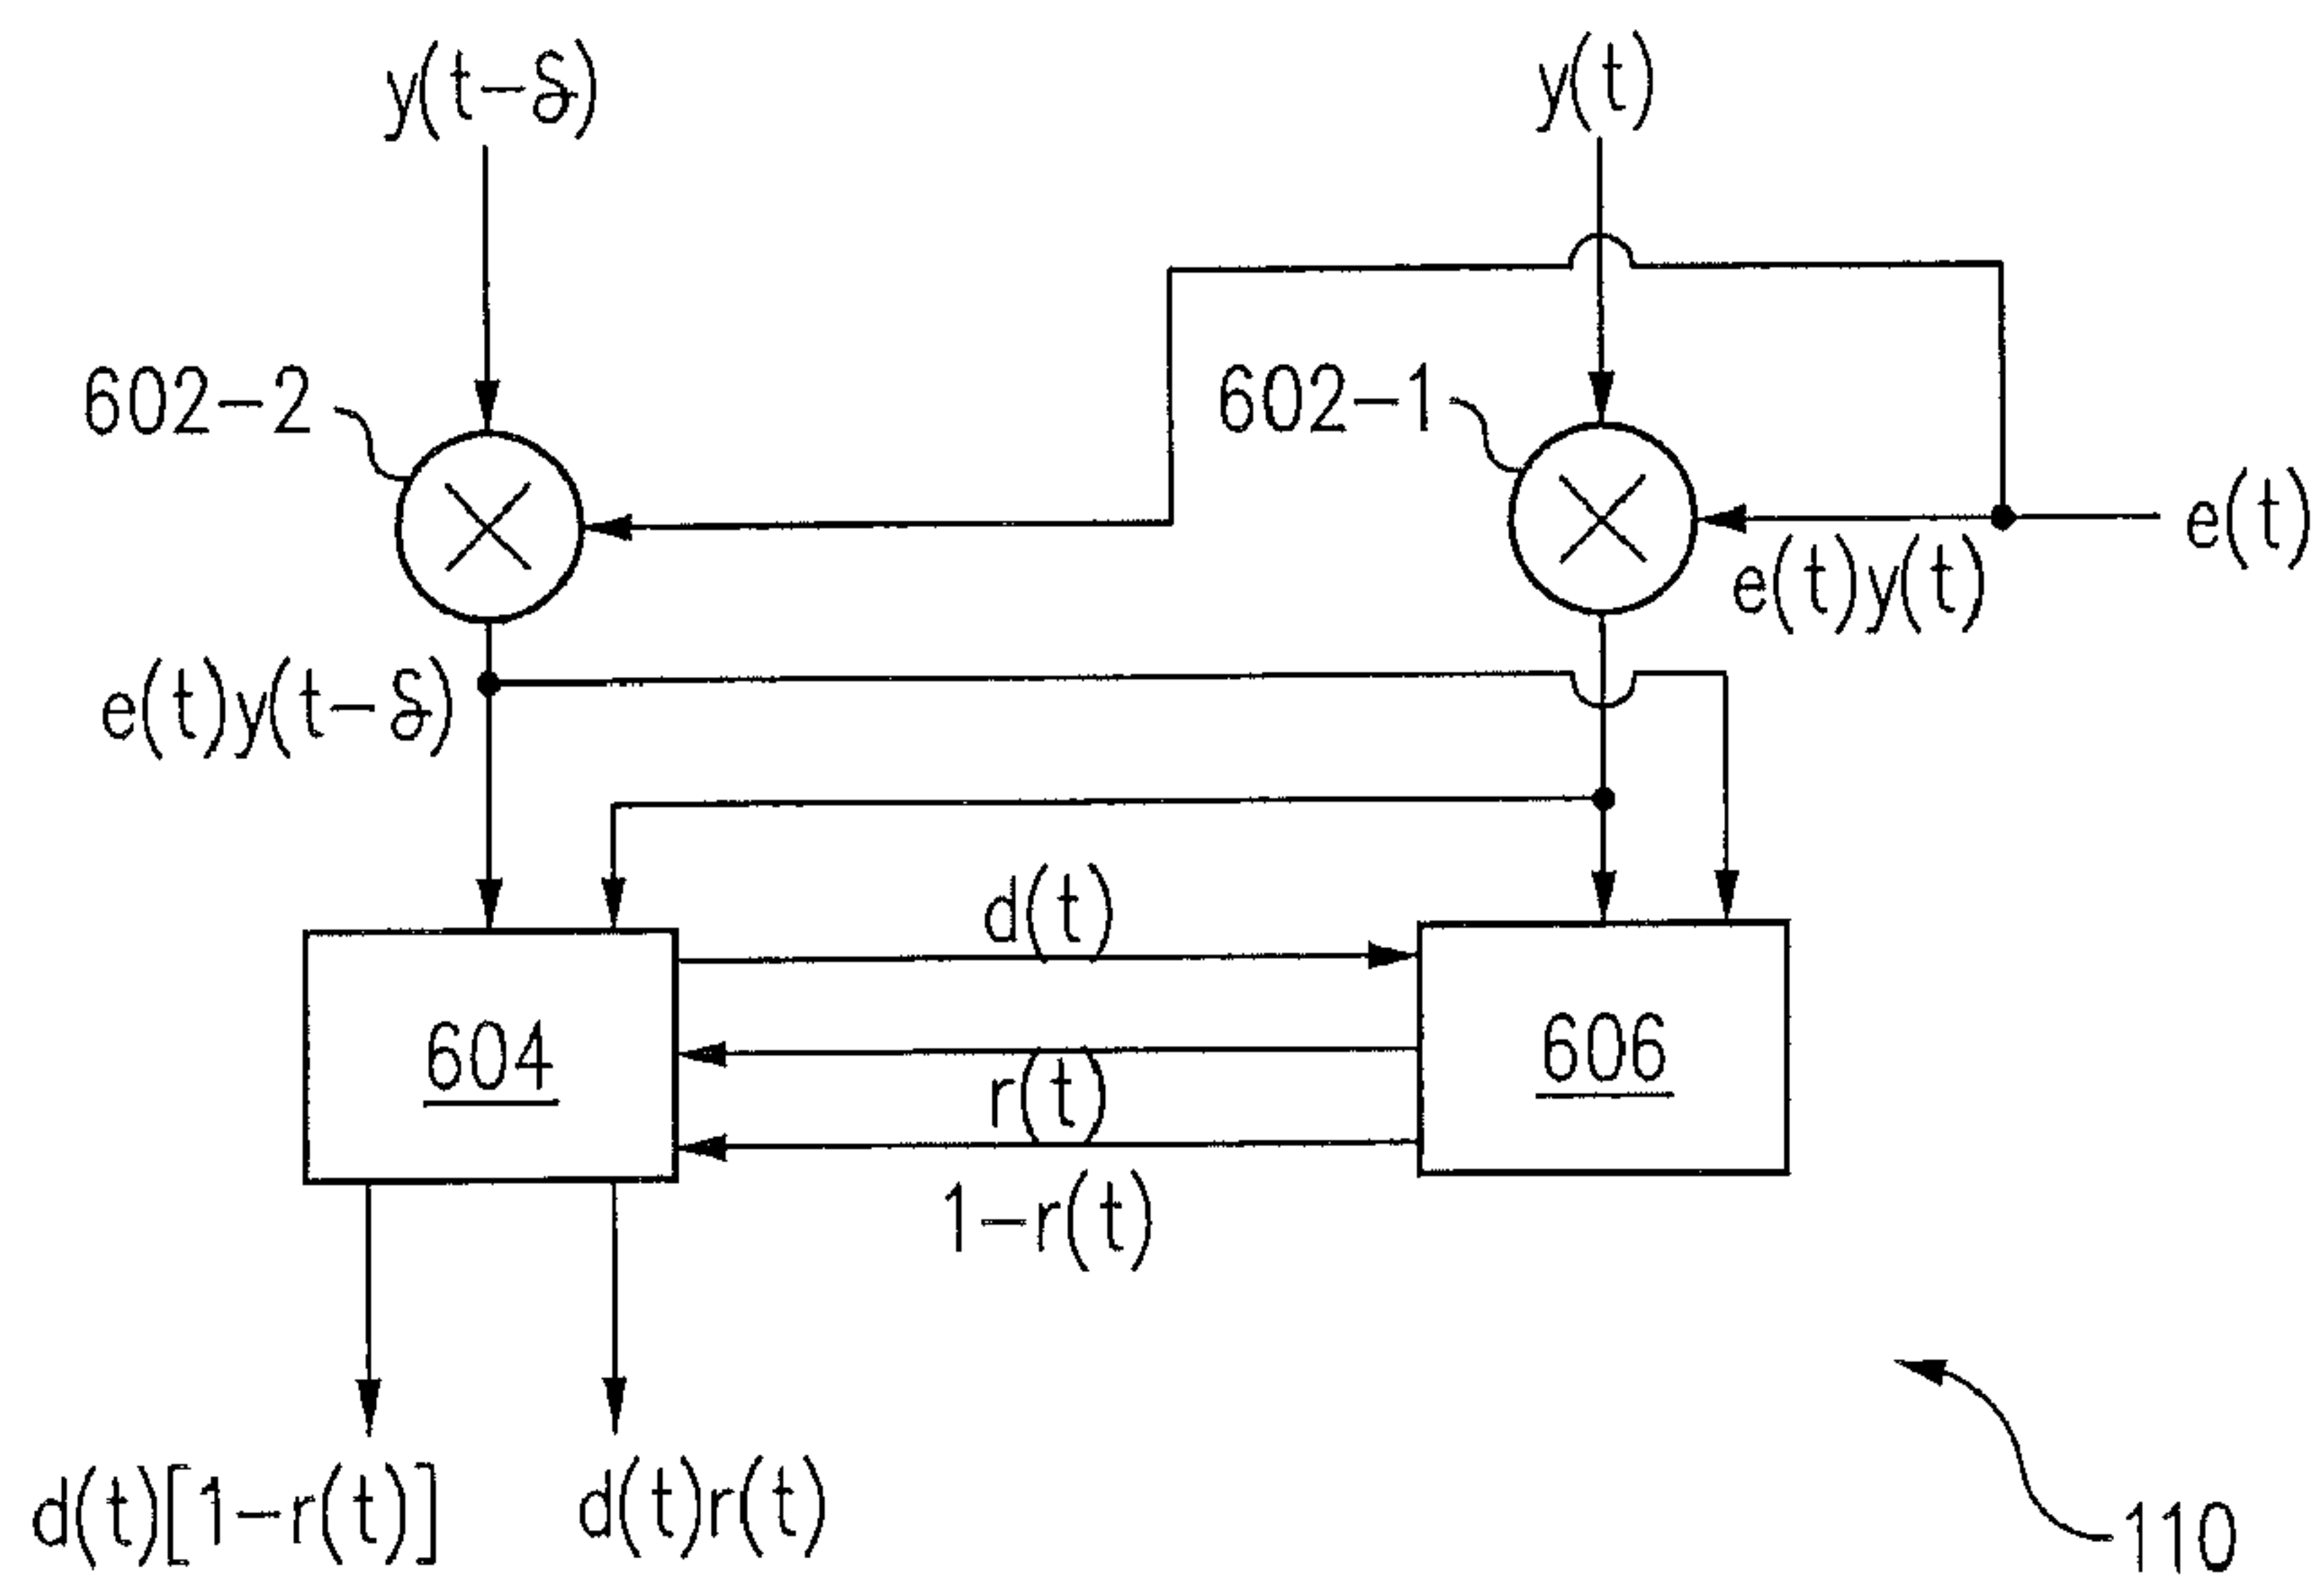 y(t-δ)
y(t)
602-2
602-1
e(t)
e(t)y(t)
e(t)y(t-δ)
d(t)
604
606
r(t)
1-r(t)
d(t)[1-r(t)]
d(t)r(t)
110